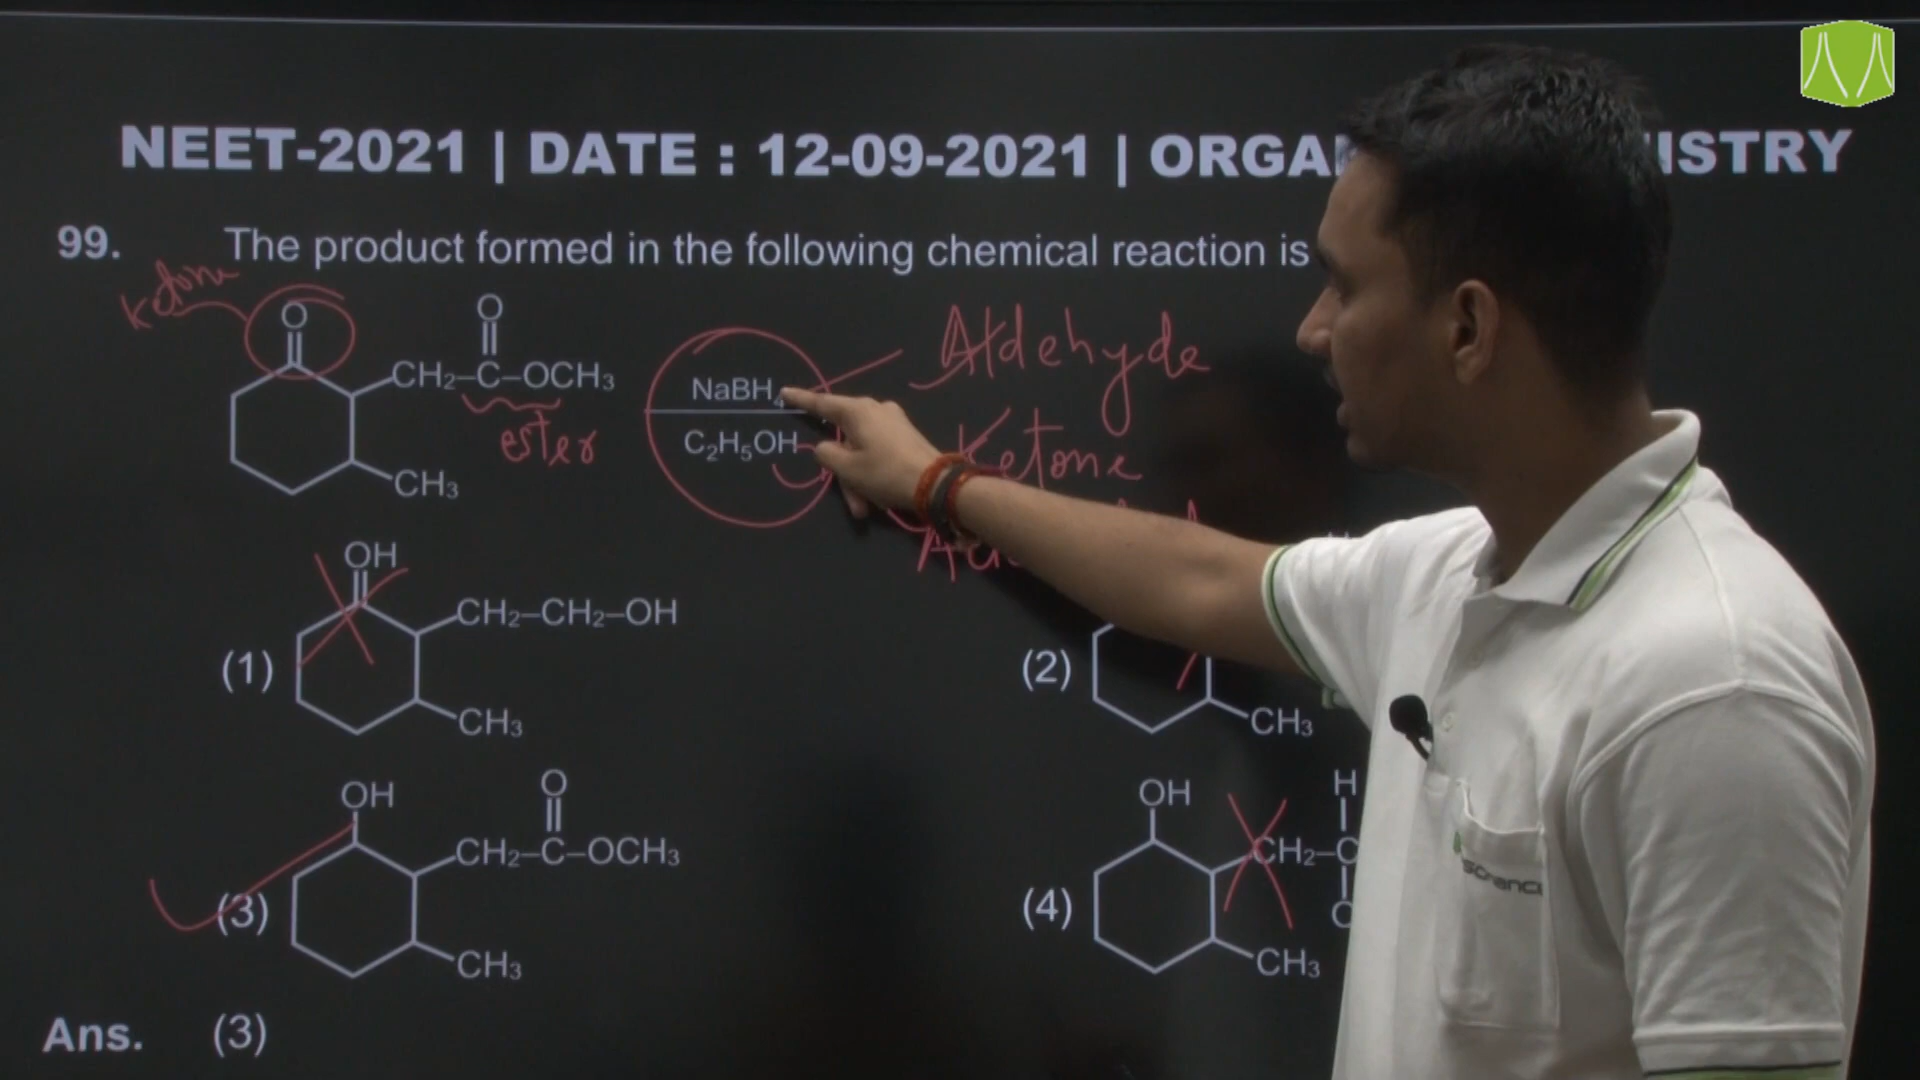 NEET-2021 | DATE : 12-09-2021 | ORGA ISTRY
99. The product formed in the following chemical reaction is
Ketone
O
O
CH2–C–OCH3
ester
CH3
NaBH4
C2H5OH
Aldehyde
Ketone
OH
CH2–CH2–OH
(1)
CH3
(2)
CH3
OH
O
CH2–C–OCH3
(3)
CH3
OH
H
CH2–C
(4)
CH3
Ans. (3)